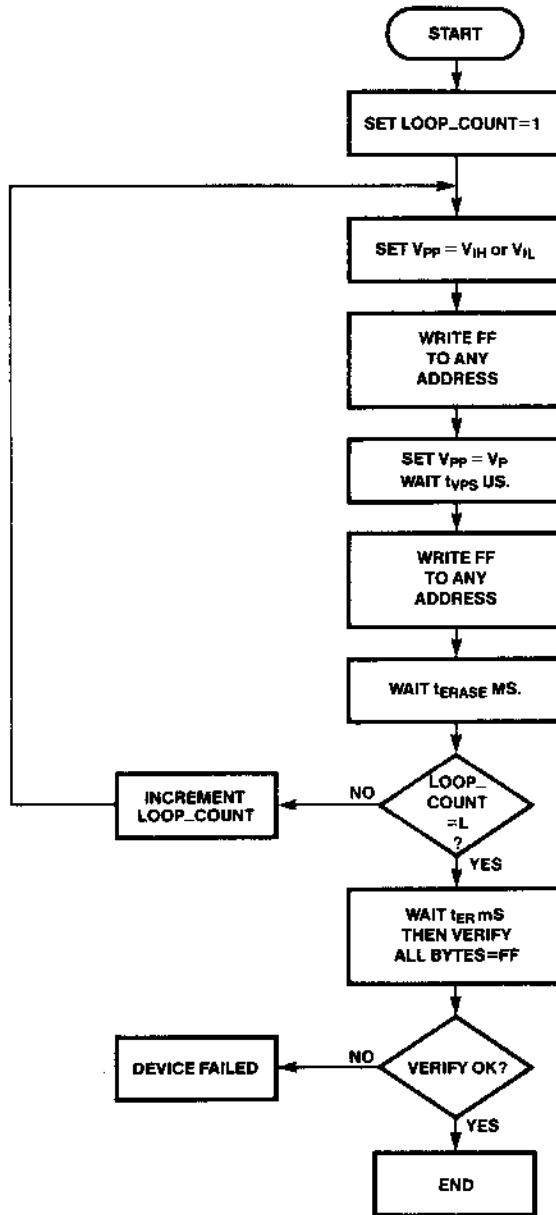 START
SET LOOP_COUNT=1
SET VPP = VIH or VIL
WRITE FF
TO ANY
ADDRESS
SET VPP = VP
WAIT tVPS US.
WRITE FF
TO ANY
ADDRESS
WAIT tERASE MS.
LOOP_
COUNT
=L
?
NO
INCREMENT
LOOP_COUNT
YES
WAIT tER mS
THEN VERIFY
ALL BYTES=FF
VERIFY OK?
NO
DEVICE FAILED
YES
END